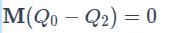 M(Q₀ − Q₂) = 0